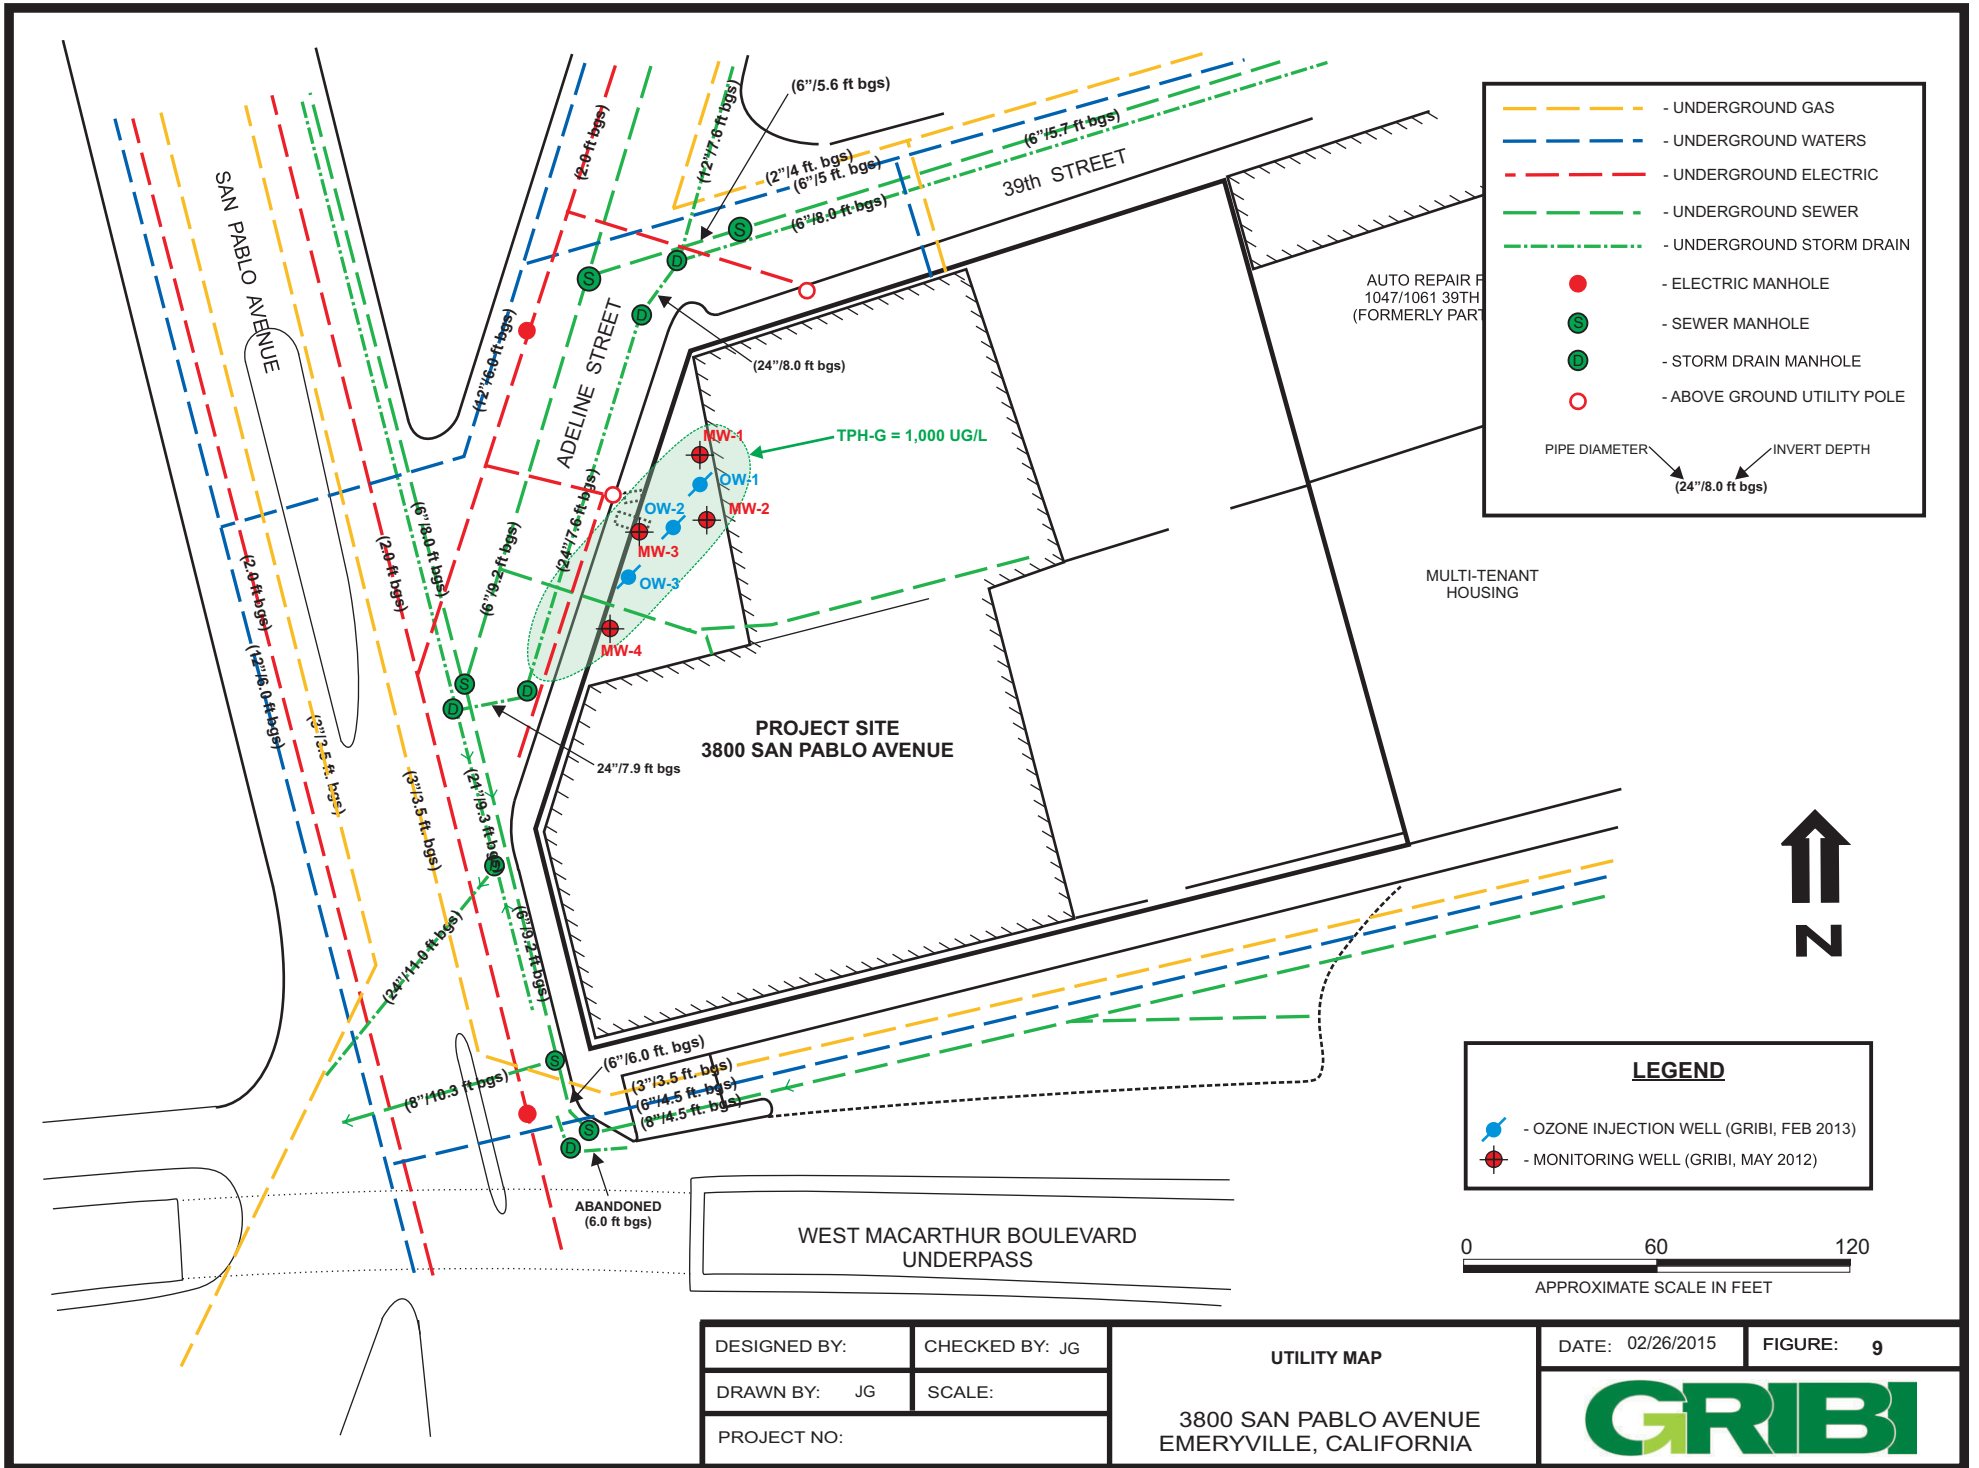 SAN PABLO AVENUE
ADELINE STREET
39th STREET
(2.0 ft bgs)
(12"/7.6 ft bgs)
(6"/5.6 ft bgs)
(2"/4 ft. bgs)
(6"/5 ft. bgs)
(6"/5.7 ft bgs)
(6"/8.0 ft bgs)
(12"/6.0 ft bgs)
(24"/8.0 ft bgs)
TPH-G = 1,000 UG/L
MW-1
OW-1
OW-2
MW-2
MW-3
OW-3
MW-4
(6"/8.0 ft bgs)
(2.0 ft bgs)
(6"/9.2 ft bgs)
(24"/7.6 ft bgs)
(2.0 ft bgs)
(12"/6.0 ft bgs)
(3"/3.5 ft. bgs)
(3"/3.5 ft. bgs)
(21"/9.3 ft bgs)
24"/7.9 ft bgs
(6"/9.2 ft bgs)
(24"/11.0 ft bgs)
(8"/10.3 ft bgs)
(6"/6.0 ft. bgs)
(3"/3.5 ft. bgs)
(6"/4.5 ft. bgs)
(8"/4.5 ft. bgs)
ABANDONED
(6.0 ft bgs)
S
S
D
D
S
D
D
S
S
D
PROJECT SITE
3800 SAN PABLO AVENUE
AUTO REPAIR F
1047/1061 39TH
(FORMERLY PART
MULTI-TENANT
HOUSING
WEST MACARTHUR BOULEVARD
UNDERPASS
- UNDERGROUND GAS
- UNDERGROUND WATERS
- UNDERGROUND ELECTRIC
- UNDERGROUND SEWER
- UNDERGROUND STORM DRAIN
- ELECTRIC MANHOLE
S - SEWER MANHOLE
D - STORM DRAIN MANHOLE
- ABOVE GROUND UTILITY POLE
PIPE DIAMETER INVERT DEPTH
(24"/8.0 ft bgs)
N
LEGEND
- OZONE INJECTION WELL (GRIBI, FEB 2013)
- MONITORING WELL (GRIBI, MAY 2012)
0 60 120
APPROXIMATE SCALE IN FEET
DESIGNED BY:
CHECKED BY: JG
DRAWN BY: JG
SCALE:
PROJECT NO:
UTILITY MAP
3800 SAN PABLO AVENUE
EMERYVILLE, CALIFORNIA
DATE: 02/26/2015
FIGURE: 9
GRIBI